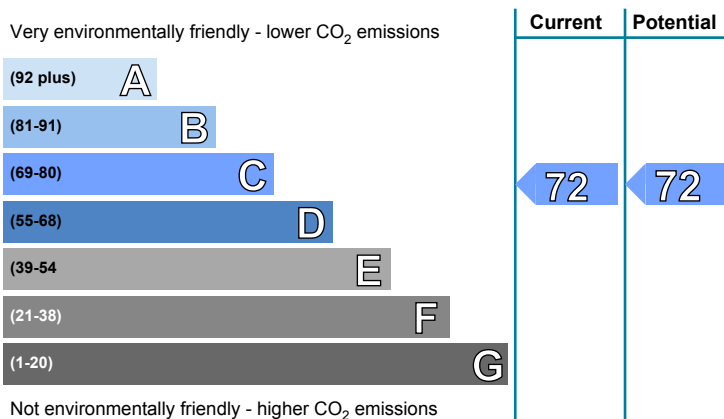 Current Potential
Very environmentally friendly - lower CO2 emissions
(92 plus) A
(81-91) B
(69-80) C 72 72
(55-68) D
(39-54 E
(21-38) F
(1-20) G
Not environmentally friendly - higher CO2 emissions